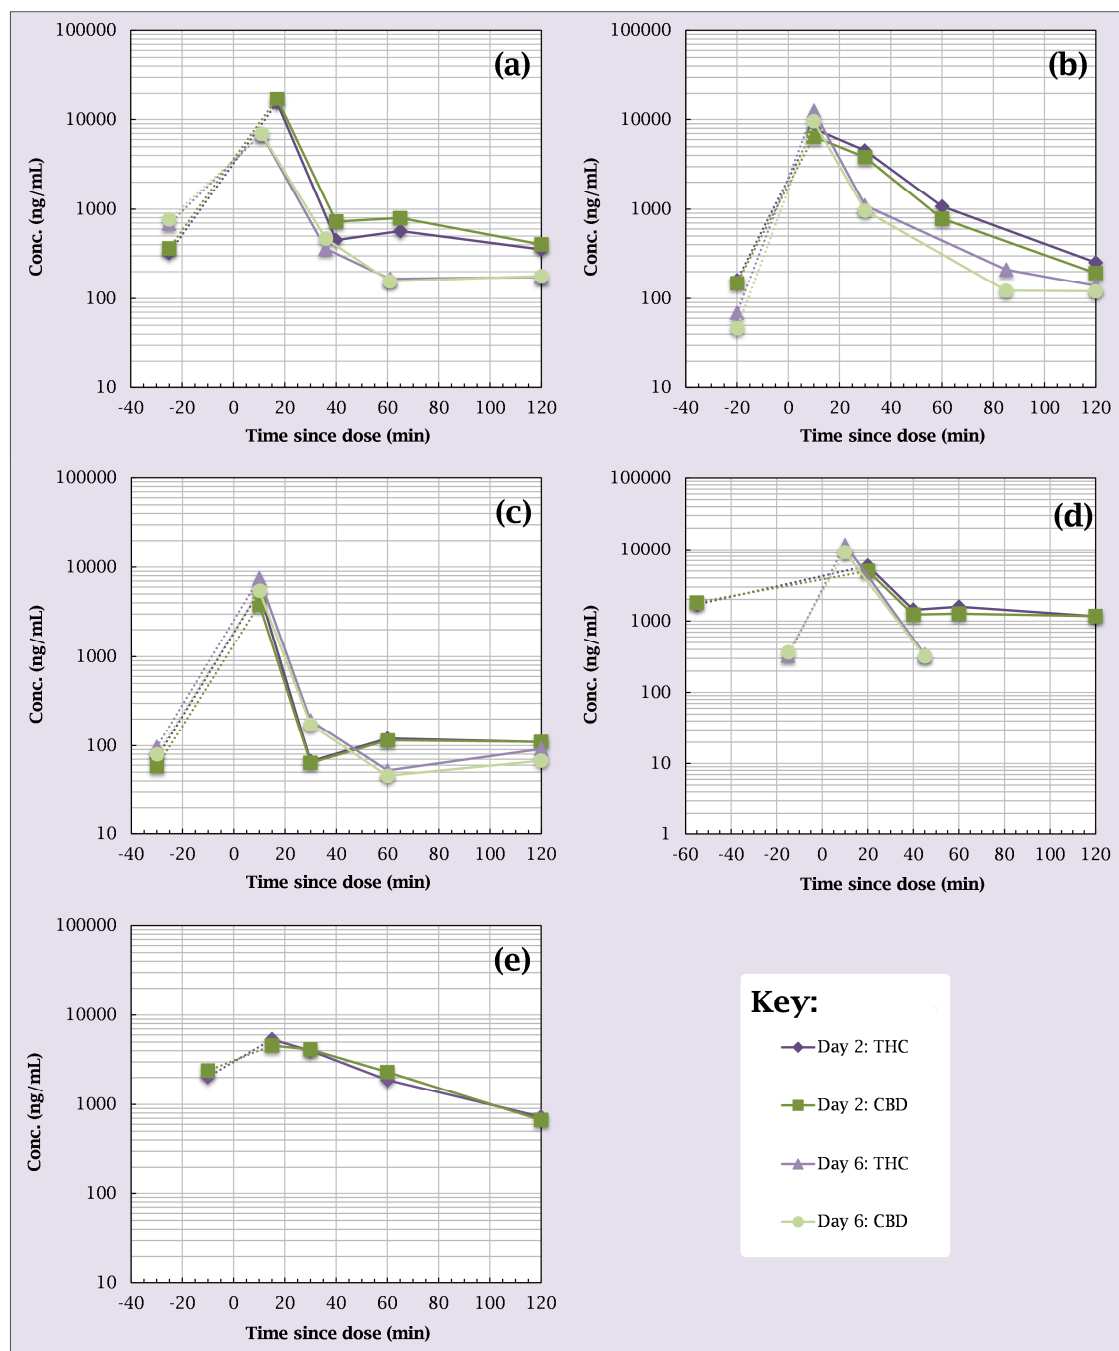 (a)
100000
10000
1000
100
10
Conc. (ng/mL)
-40 -20 0 20 40 60 80 100 120
Time since dose (min)
(b)
100000
10000
1000
100
10
Conc. (ng/mL)
-40 -20 0 20 40 60 80 100 120
Time since dose (min)
(c)
100000
10000
1000
100
10
Conc. (ng/mL)
-40 -20 0 20 40 60 80 100 120
Time since dose (min)
(d)
100000
10000
1000
100
10
1
Conc. (ng/mL)
-60 -40 -20 0 20 40 60 80 100 120
Time since dose (min)
(e)
100000
10000
1000
100
10
Conc. (ng/mL)
-40 -20 0 20 40 60 80 100 120
Time since dose (min)
Key:
Day 2: THC
Day 2: CBD
Day 6: THC
Day 6: CBD